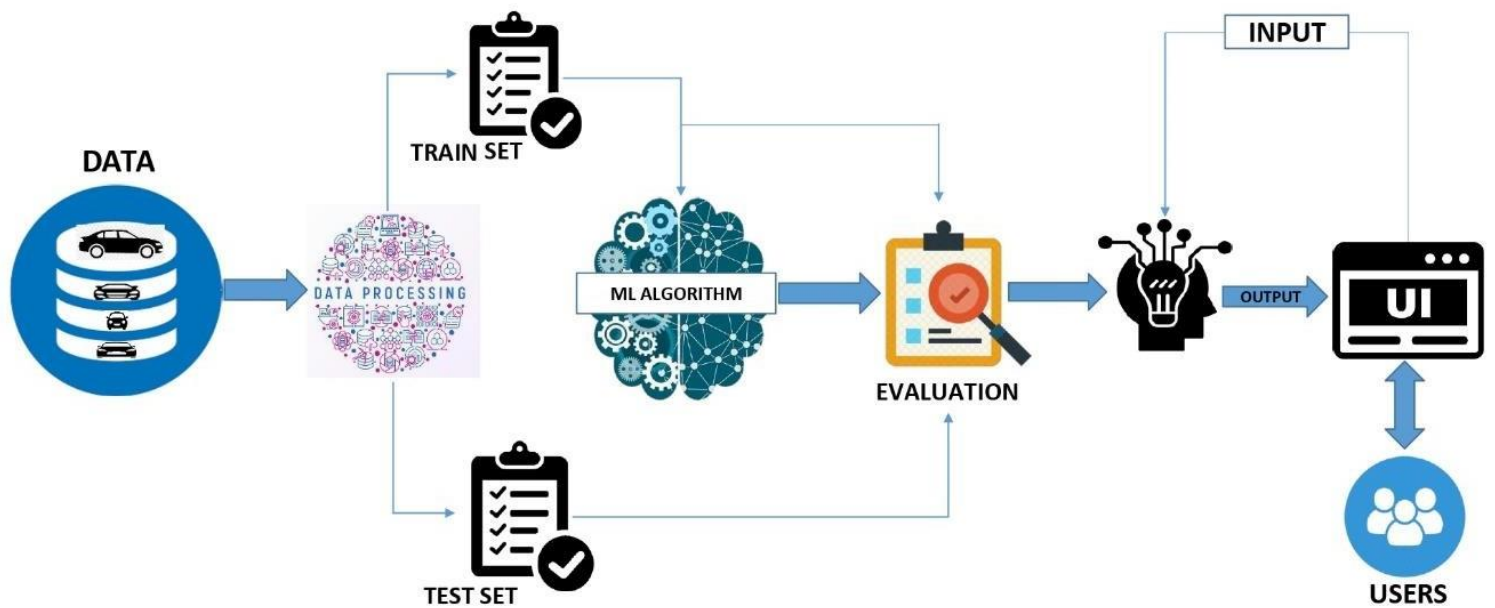 INPUT
TRAIN SET
DATA
DATA PROCESSING
ML ALGORITHM
OUTPUT
UI
EVALUATION
TEST SET
USERS